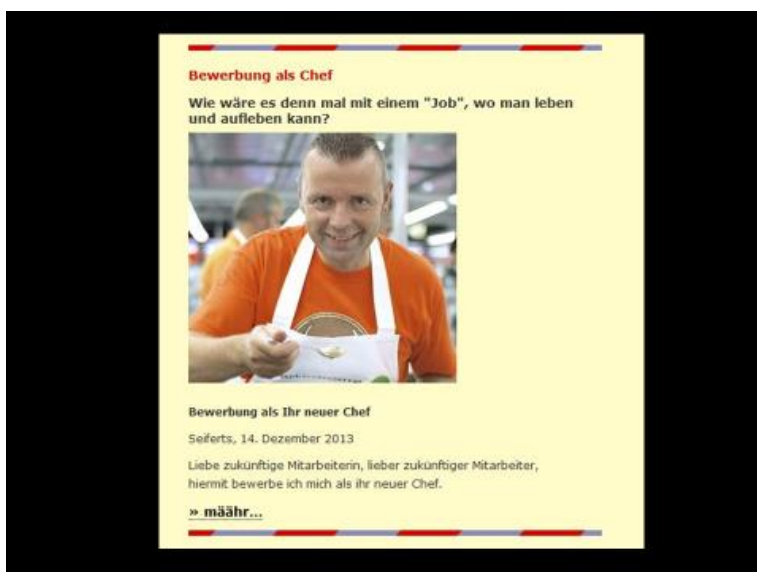 Bewerbung als Chef
Wie wäre es denn mal mit einem "Job", wo man leben
und aufleben kann?
Bewerbung als Ihr neuer Chef
Seiferts, 14. Dezember 2013
Liebe zukünftige Mitarbeiterin, lieber zukünftiger Mitarbeiter,
hiermit bewerbe ich mich als ihr neuer Chef.
» määhr...